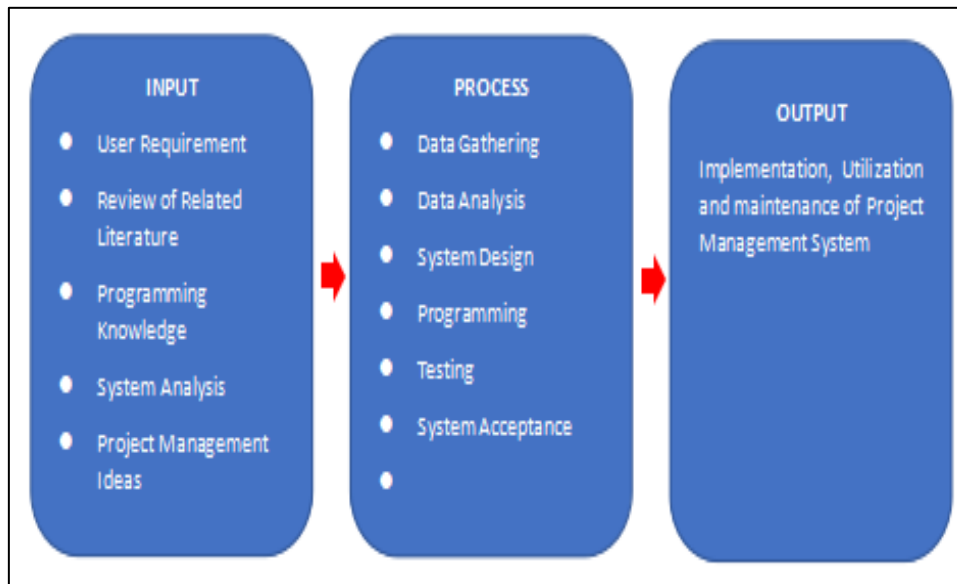 INPUT
● User Requirement
● Review of Related
Literature
● Programming
Knowledge
● System Analysis
● Project Management
Ideas
PROCESS
● Data Gathering
● Data Analysis
● System Design
● Programming
● Testing
● System Acceptance
●
OUTPUT
Implementation, Utilization
and maintenance of Project
Management System